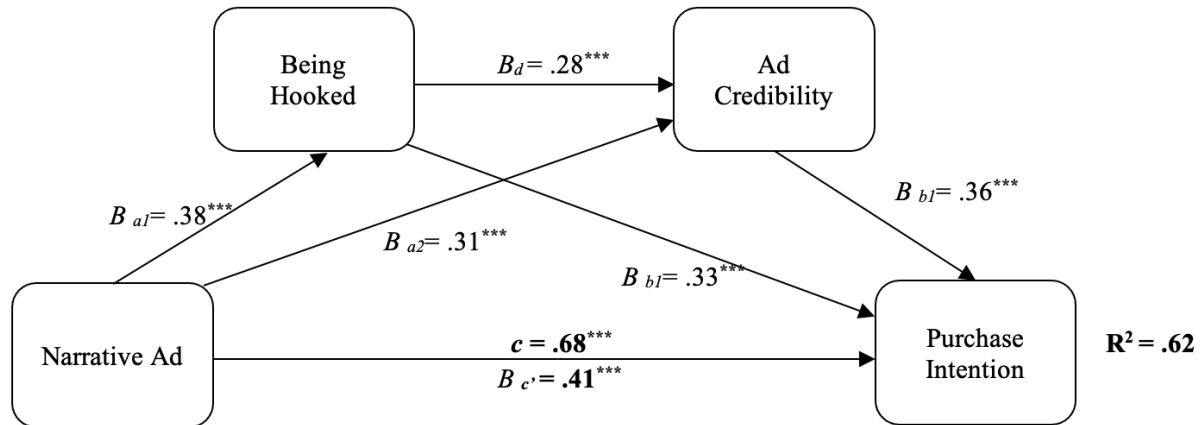 Being
Hooked
B d = .28***
Ad
Credibility
B a1= .38***
B a2= .31***
B b1= .36***
B b1= .33***
Narrative Ad
c = .68***
B c’ = .41***
Purchase
Intention
R² = .62